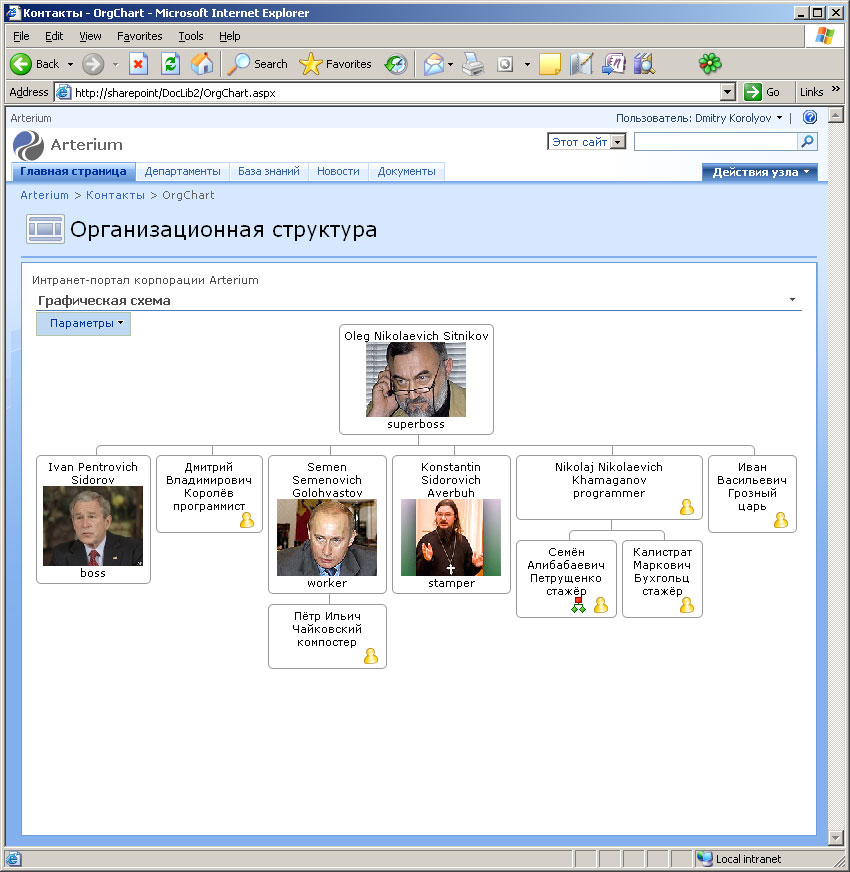 Контакты - OrgChart - Microsoft Internet Explorer
File Edit View Favorites Tools Help
Back Search Favorites
Address http://sharepoint/DocLib2/OrgChart.aspx Go Links »
Arterium Пользователь: Dmitry Korolyov
Arterium Этот сайт
Главная страница Департаменты База знаний Новости Документы Действия узла
Arterium > Контакты > OrgChart
Организационная структура
Интранет-портал корпорации Arterium
Графическая схема
Параметры
Oleg Nikolaevich Sitnikov
superboss
Ivan Pentrovich
Sidorov
boss
Дмитрий
Владимирович
Королёв
программист
Semen
Semenovich
Golohvastov
worker
Konstantin
Sidorovich
Averbuh
stamper
Nikolaj Nikolaevich
Khamaganov
programmer
Иван
Васильевич
Грозный
царь
Пётр Ильич
Чайковский
компостер
Семён
Алибабаевич
Петрущенко
стажёр
Калистрат
Маркович
Бухгольц
стажёр
Local intranet